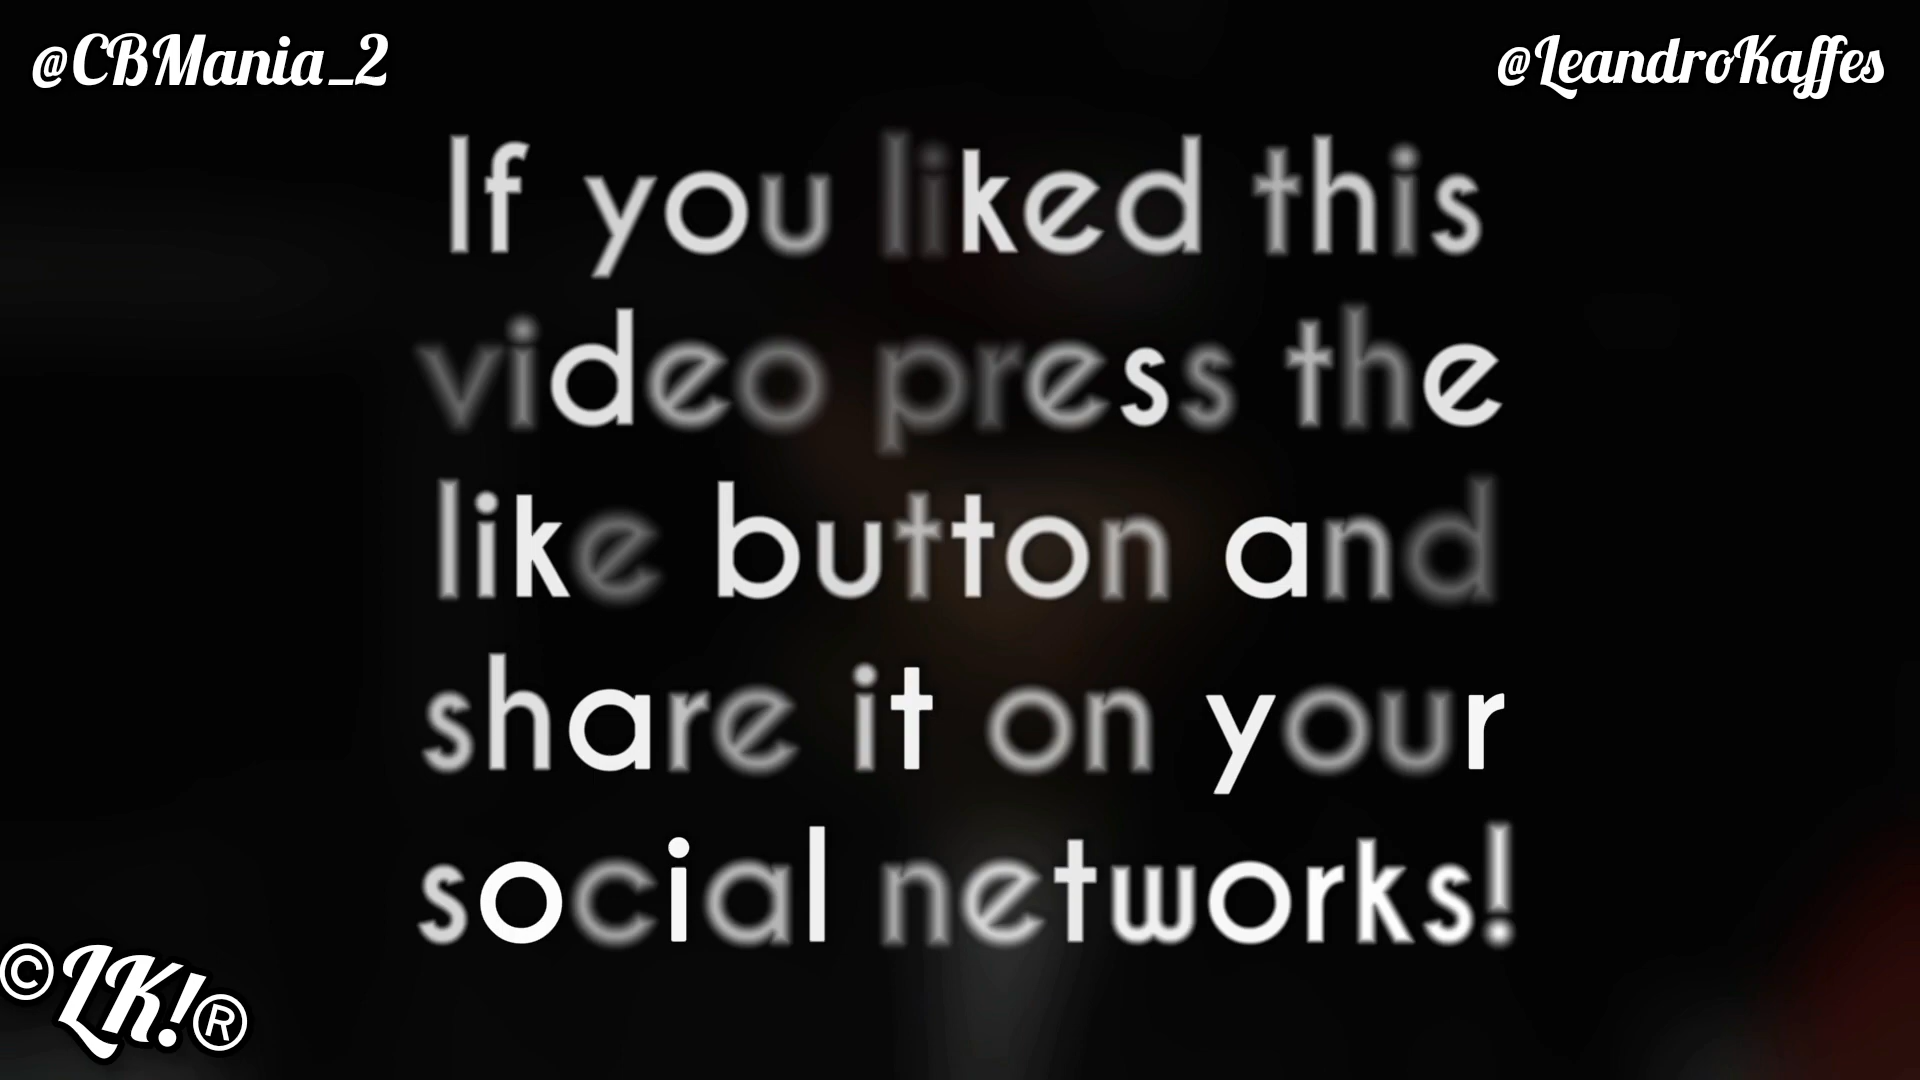 @CBMania_2
@LeandroKaffes
If you liked this
video press the
like button and
share it on your
social networks!
©LK!®